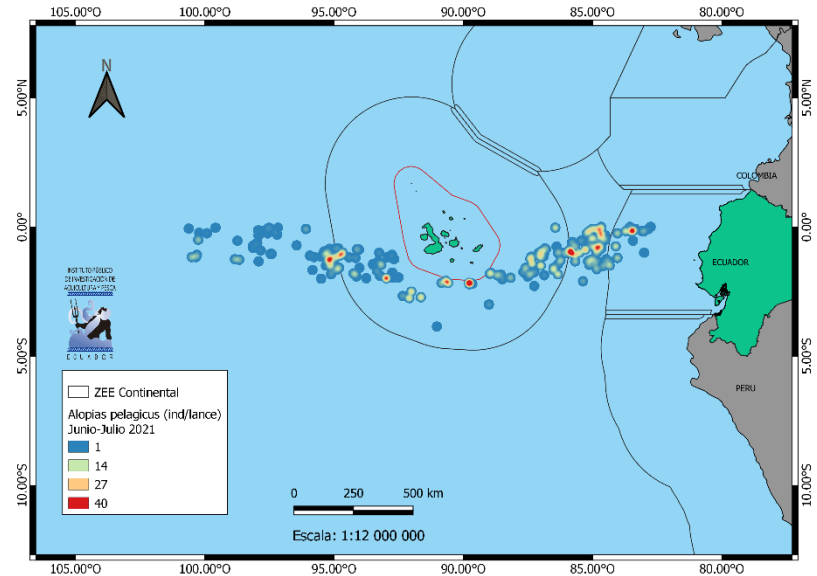 105.00°O 100.00°O 95.00°O 90.00°O 85.00°O 80.00°O
N
5.00°N 5.00°N
COLOMBIA
0.00° 0.00°
ECUADOR
INSTITUTO PÚBLICO
DE INVESTIGACIÓN DE
ACUICULTURA Y PESCA
ECUADOR
5.00°S 5.00°S
PERU
ZEE Continental
Alopias pelagicus (ind/lance)
Junio-Julio 2021
1
14
27
40
10.00°S 10.00°S
0 250 500 km
Escala: 1:12 000 000
105.00°O 100.00°O 95.00°O 90.00°O 85.00°O 80.00°O